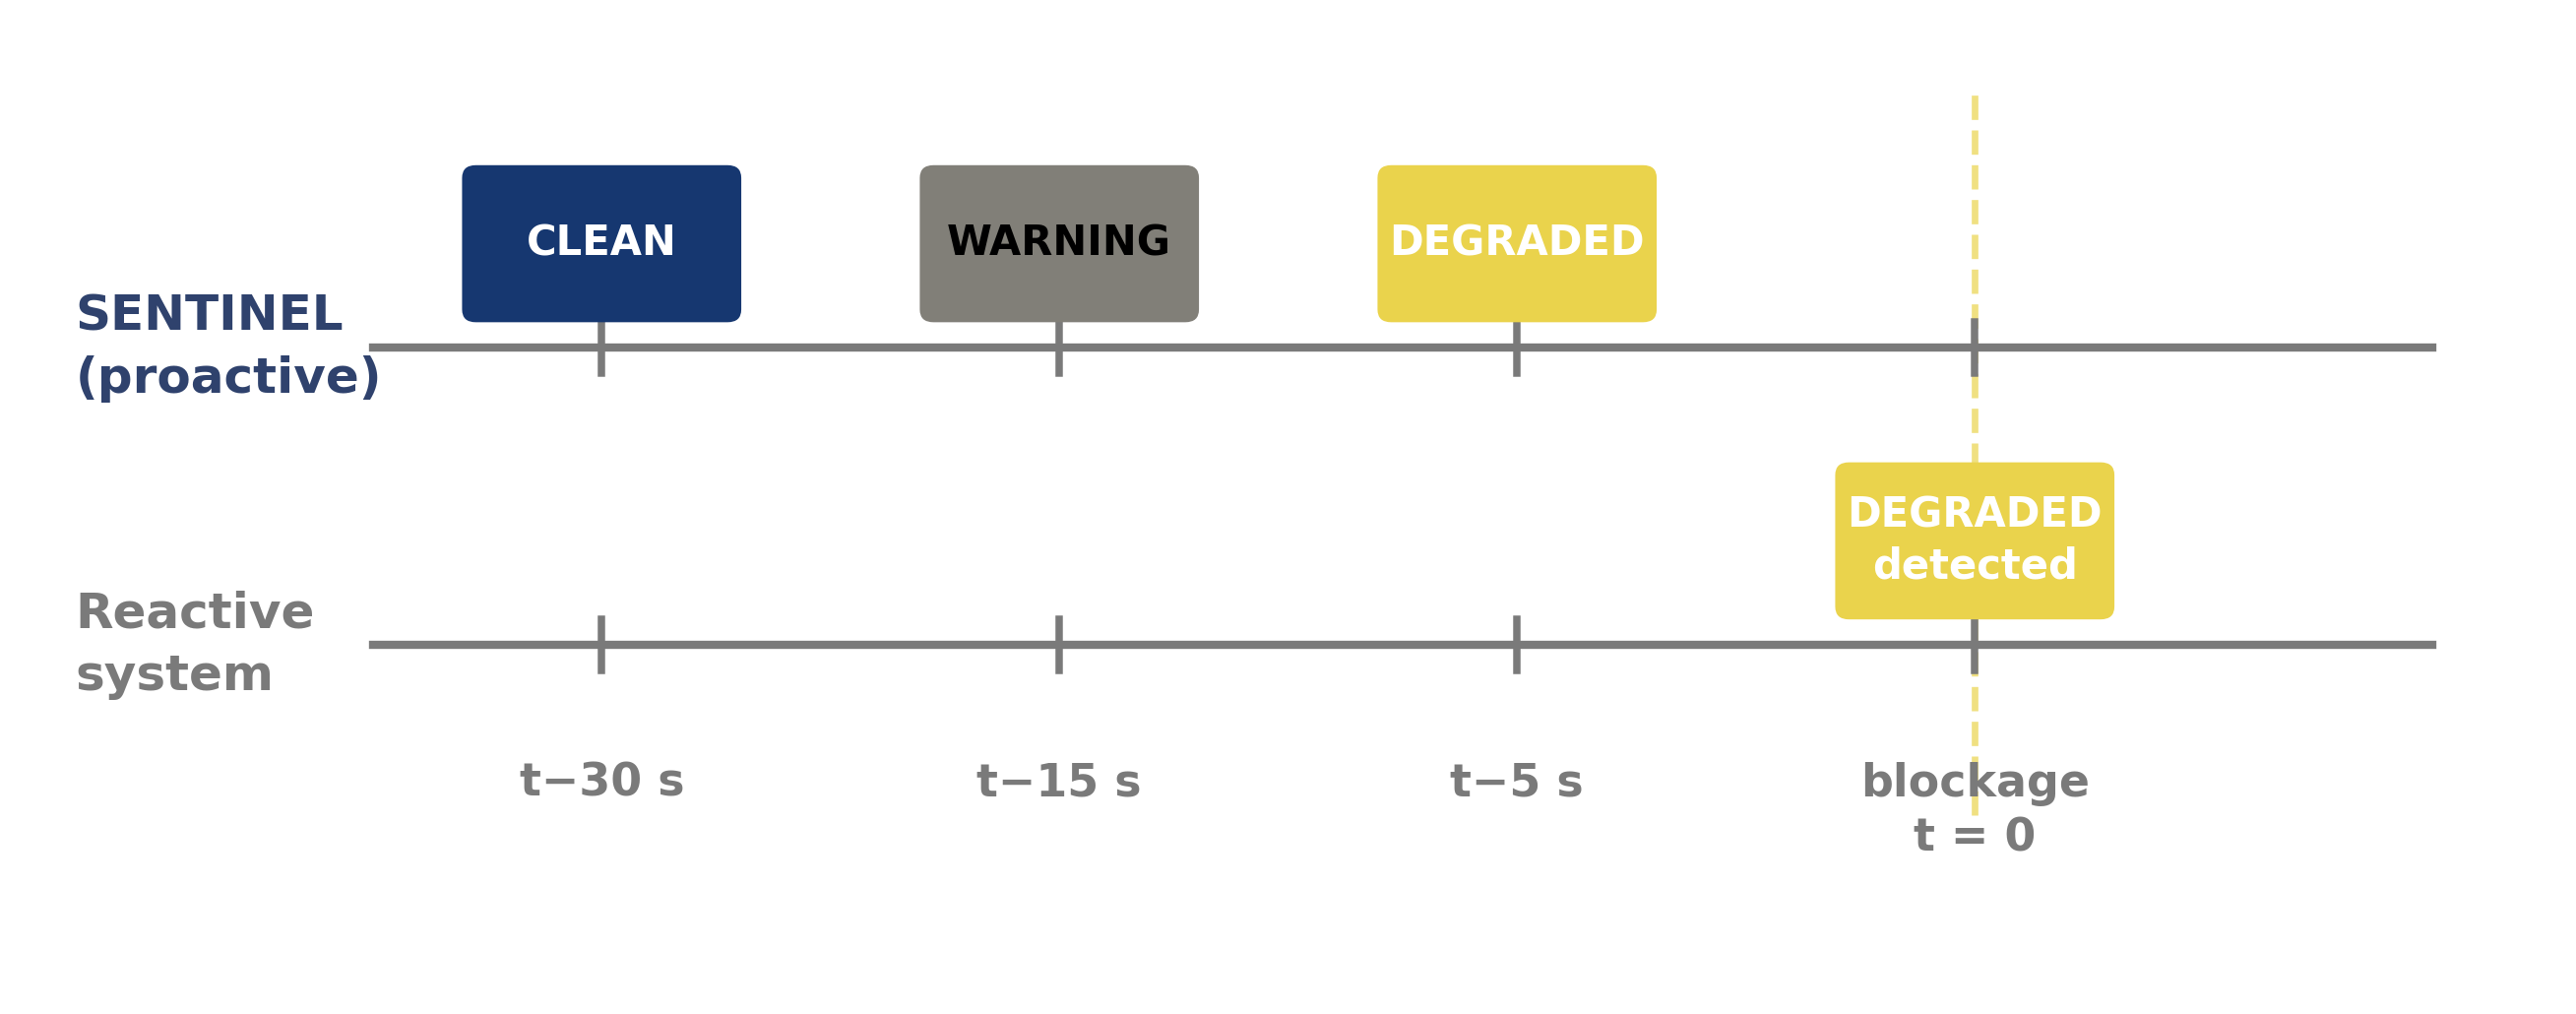 CLEAN
WARNING
DEGRADED
SENTINEL
(proactive)
DEGRADED
detected
Reactive
system
t−30 s
t−15 s
t−5 s
blockage
t = 0